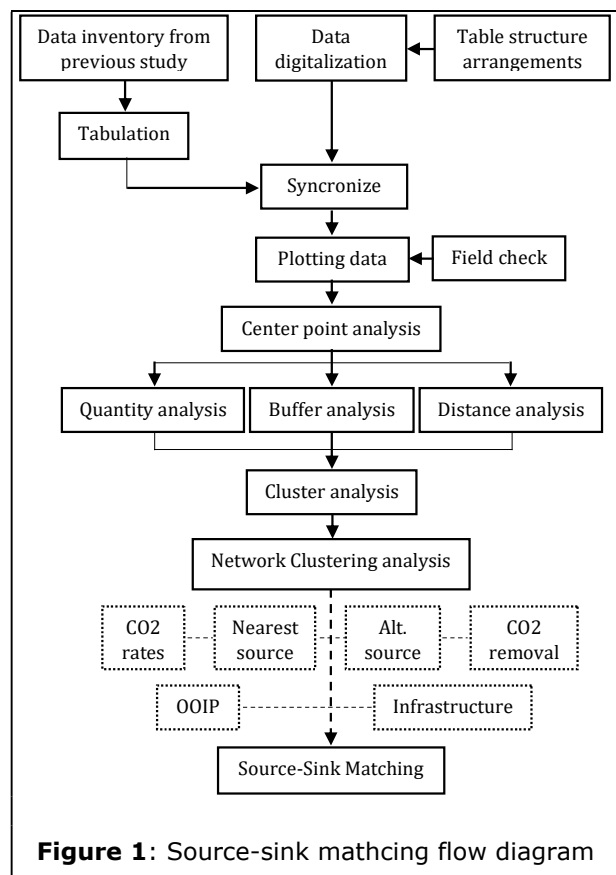 Data inventory from
previous study
Data
digitalization
Table structure
arrangements
Tabulation
Syncronize
Plotting data
Field check
Center point analysis
Quantity analysis
Buffer analysis
Distance analysis
Cluster analysis
Network Clustering analysis
CO2
rates
Nearest
source
Alt.
source
CO2
removal
OOIP
Infrastructure
Source-Sink Matching
Figure 1: Source-sink mathcing flow diagram